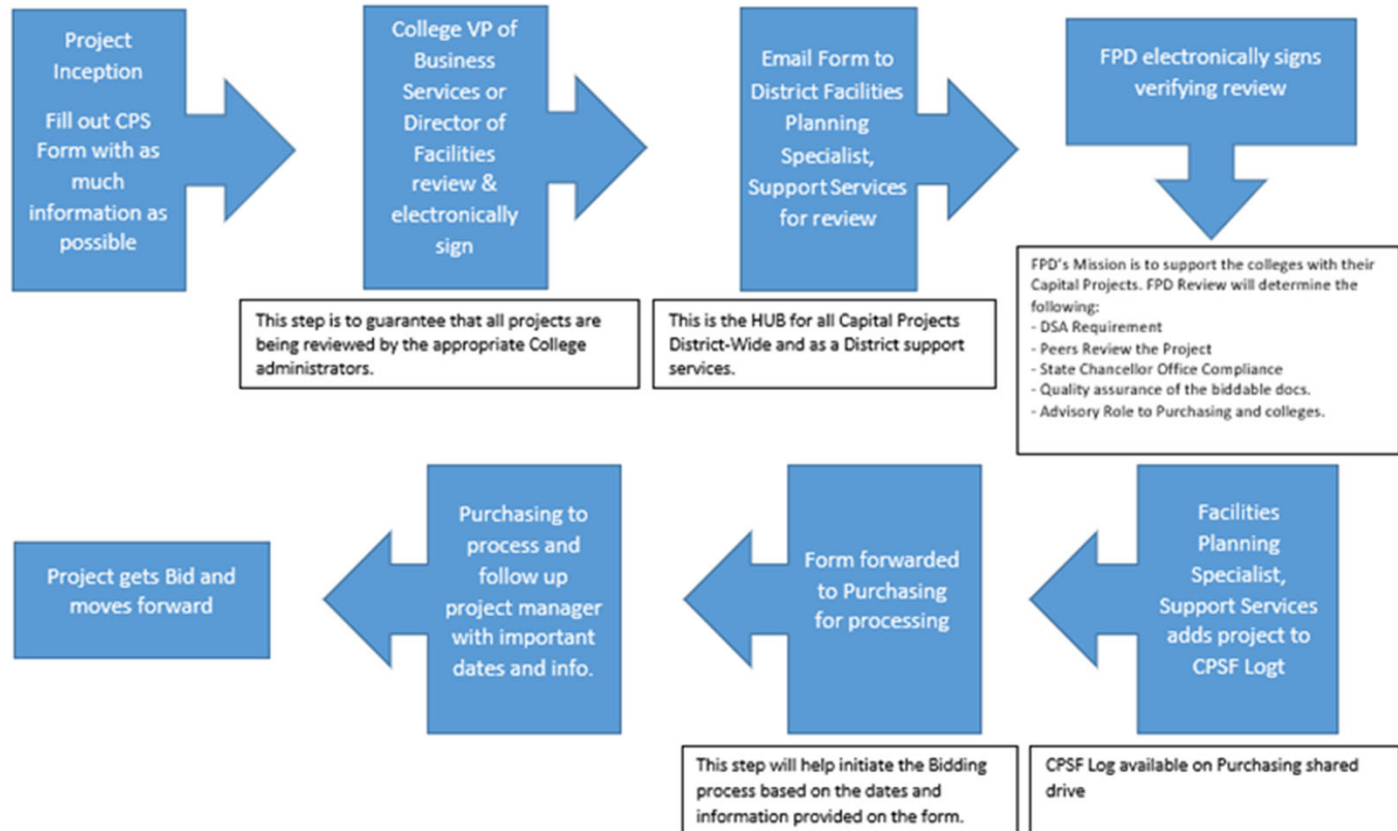 Project
Inception
Fill out CPS
Form with as
much
information as
possible
College VP of
Business
Services or
Director of
Facilities
review &
electronically
sign
This step is to guarantee that all projects are
being reviewed by the appropriate College
administrators.
Email Form to
District Facilities
Planning
Specialist,
Support Services
for review
This is the HUB for all Capital Projects
District-Wide and as a District support
services.
FPD electronically signs
verifying review
FPD's Mission is to support the colleges with their
Capital Projects. FPD Review will determine the
following:
- DSA Requirement
- Peers Review the Project
- State Chancellor Office Compliance
- Quality assurance of the biddable docs.
- Advisory Role to Purchasing and colleges.
Facilities
Planning
Specialist,
Support Services
adds project to
CPSF Logt
CPSF Log available on Purchasing shared
drive
Form forwarded
to Purchasing
for processing
This step will help initiate the Bidding
process based on the dates and
information provided on the form.
Purchasing to
process and
follow up
project manager
with important
dates and info.
Project gets Bid and
moves forward